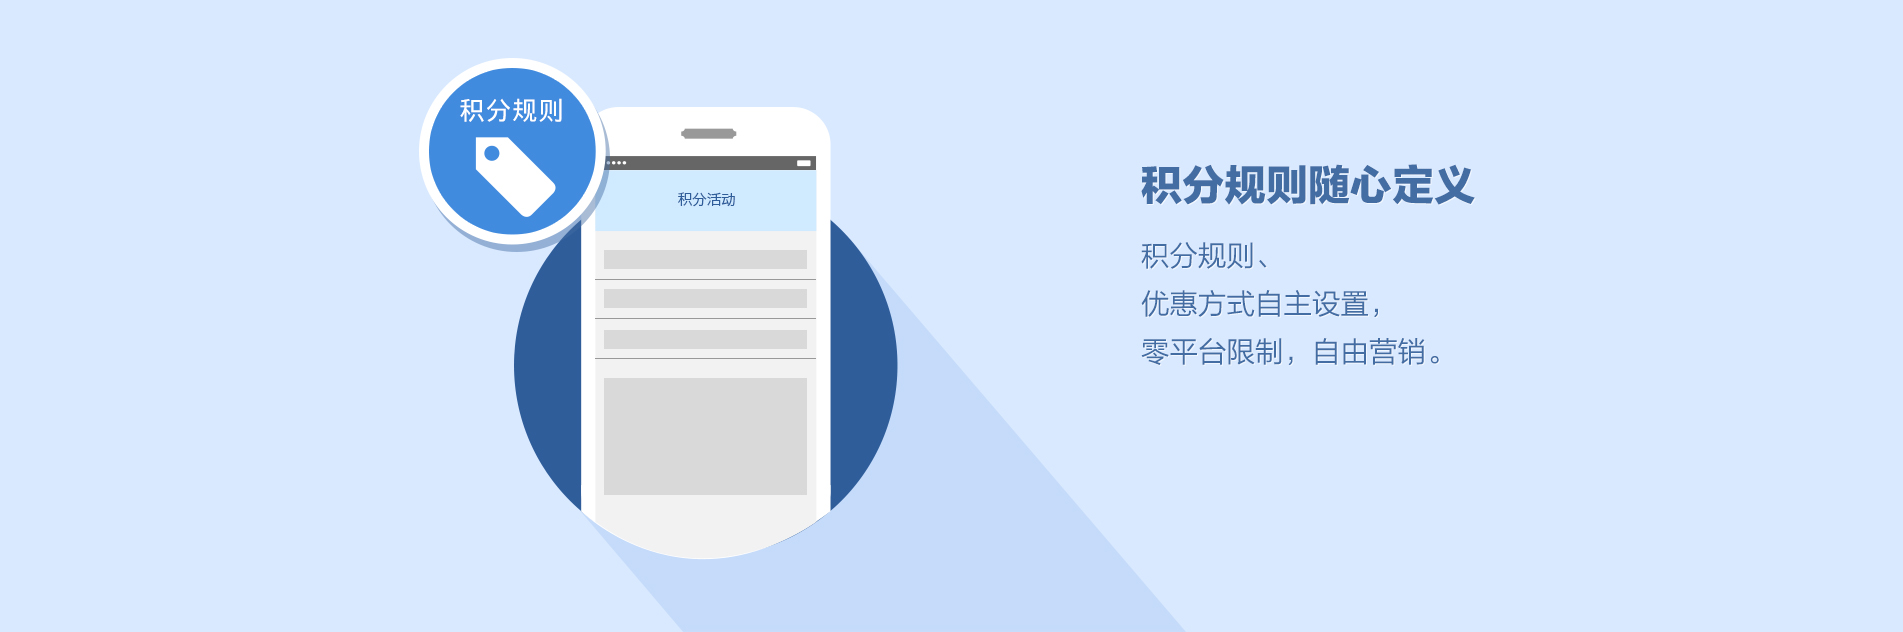 积分规则
积分活动
积分规则随心定义
积分规则、
优惠方式自主设置，
零平台限制，自由营销。